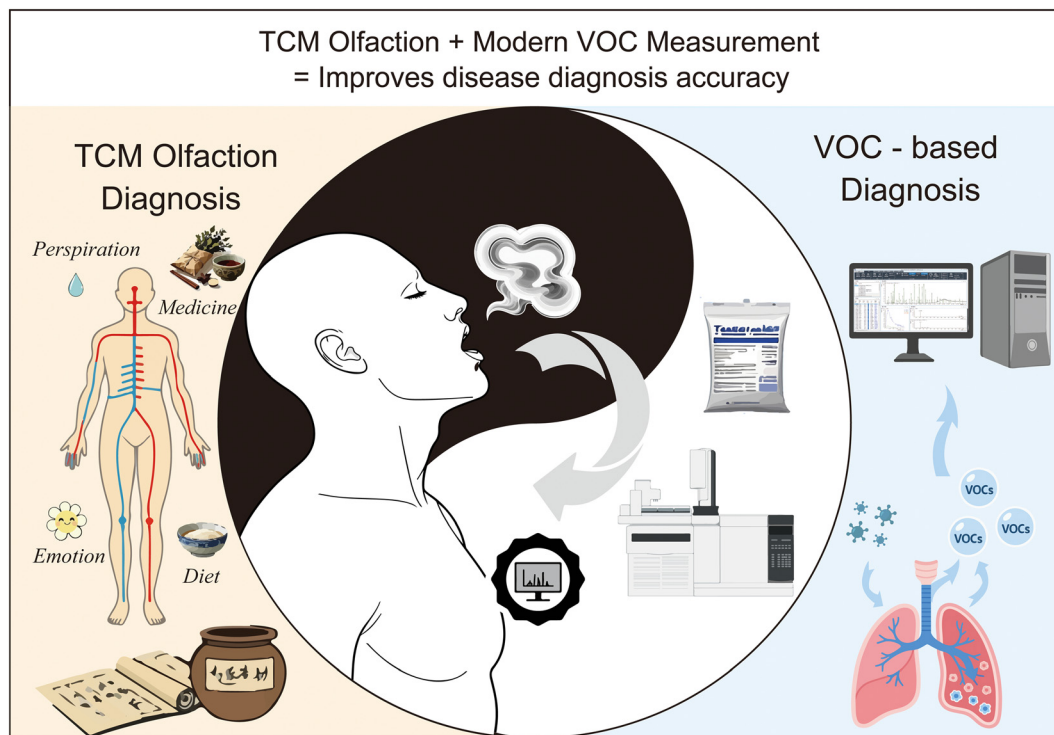 TCM Olfaction + Modern VOC Measurement
= Improves disease diagnosis accuracy
TCM Olfaction
Diagnosis
Perspiration
Medicine
Emotion
Diet
VOC - based
Diagnosis
VOCs
VOCs
VOCs